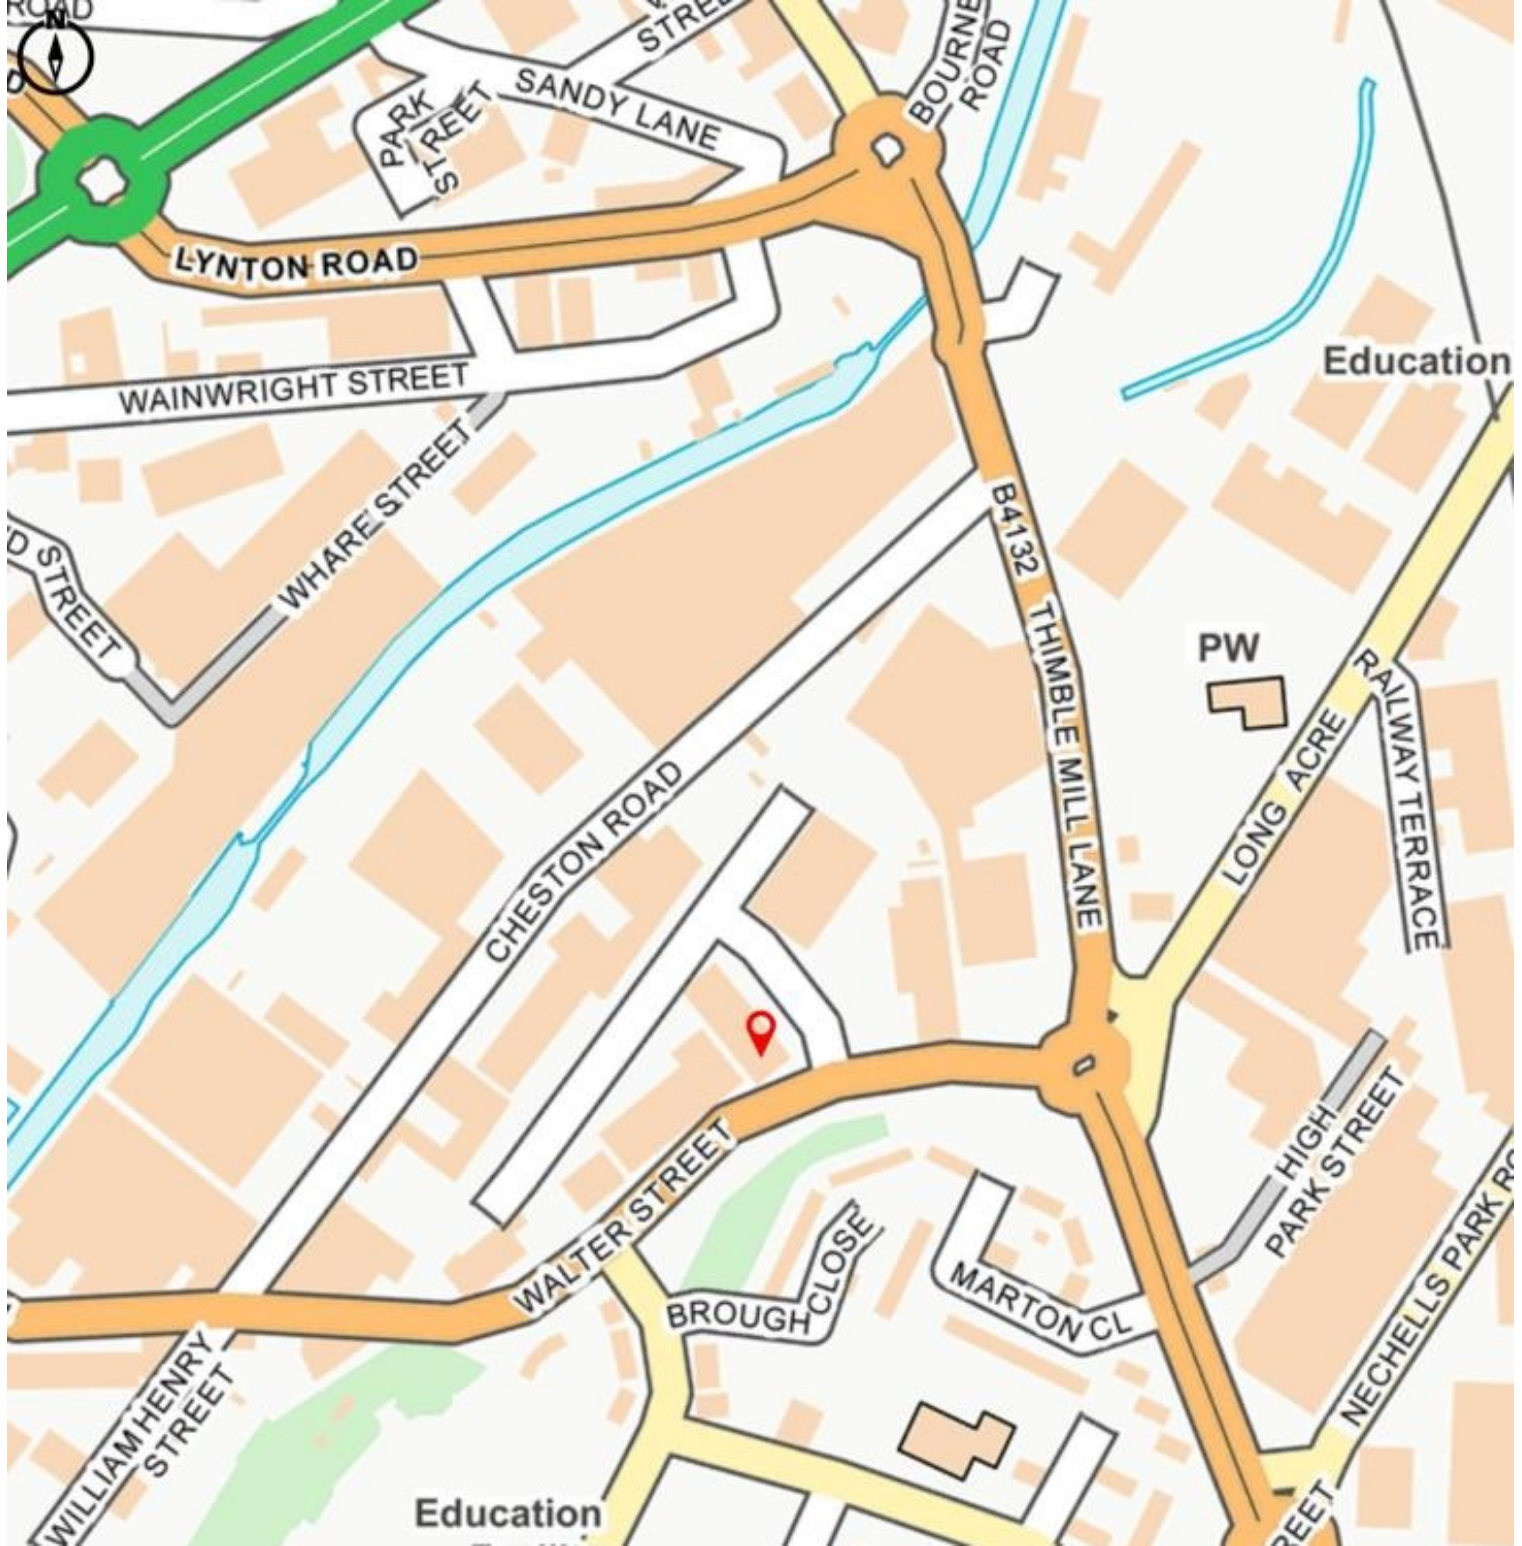 ROAD
N
STREE
BOURNE
ROAD
SANDY LANE
PARK
STREET
D
LYNTON ROAD
WAINWRIGHT STREET
Education
WHARF STREET
D STREET
B4132
THIMBLE MILL LANE
PW
RAILWAY TERRACE
LONG ACRE
CHESTON ROAD
HIGH
PARK STREET
WALTER STREET
BROUGH CLOSE
MARTON CL
NECHELLS PARK RO
WILLIAM HENRY
STREET
Education
REET